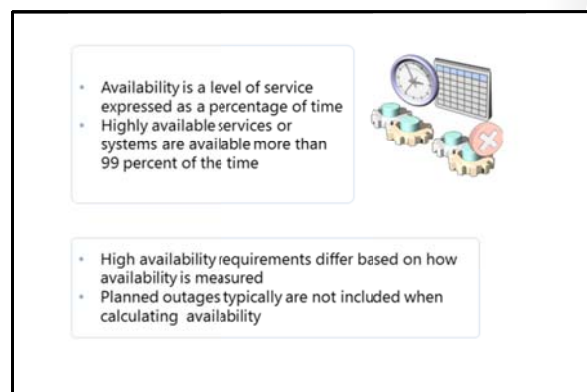 • Availability is a level of service
expressed as a percentage of time
• Highly available services or
systems are available more than
99 percent of the time
• High availability requirements differ based on how
availability is measured
• Planned outages typically are not included when
calculating availability